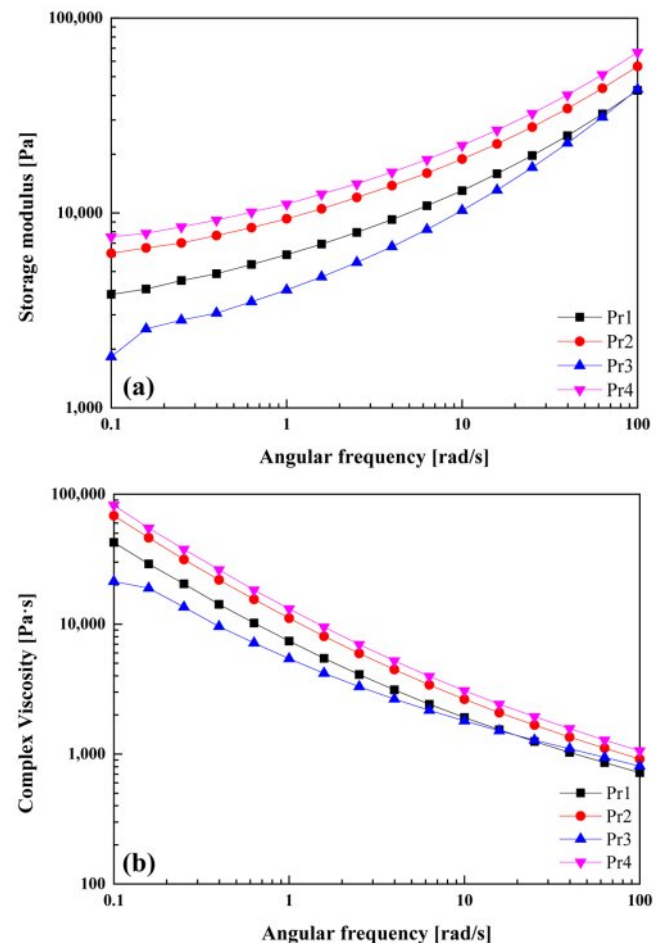 100,000
10,000
1,000
Storage modulus [Pa]
Pr1
Pr2
Pr3
Pr4
(a)
0.1 1 10 100
Angular frequency [rad/s]
100,000
10,000
1,000
100
Complex Viscosity [Pa·s]
Pr1
Pr2
Pr3
Pr4
(b)
0.1 1 10 100
Angular frequency [rad/s]